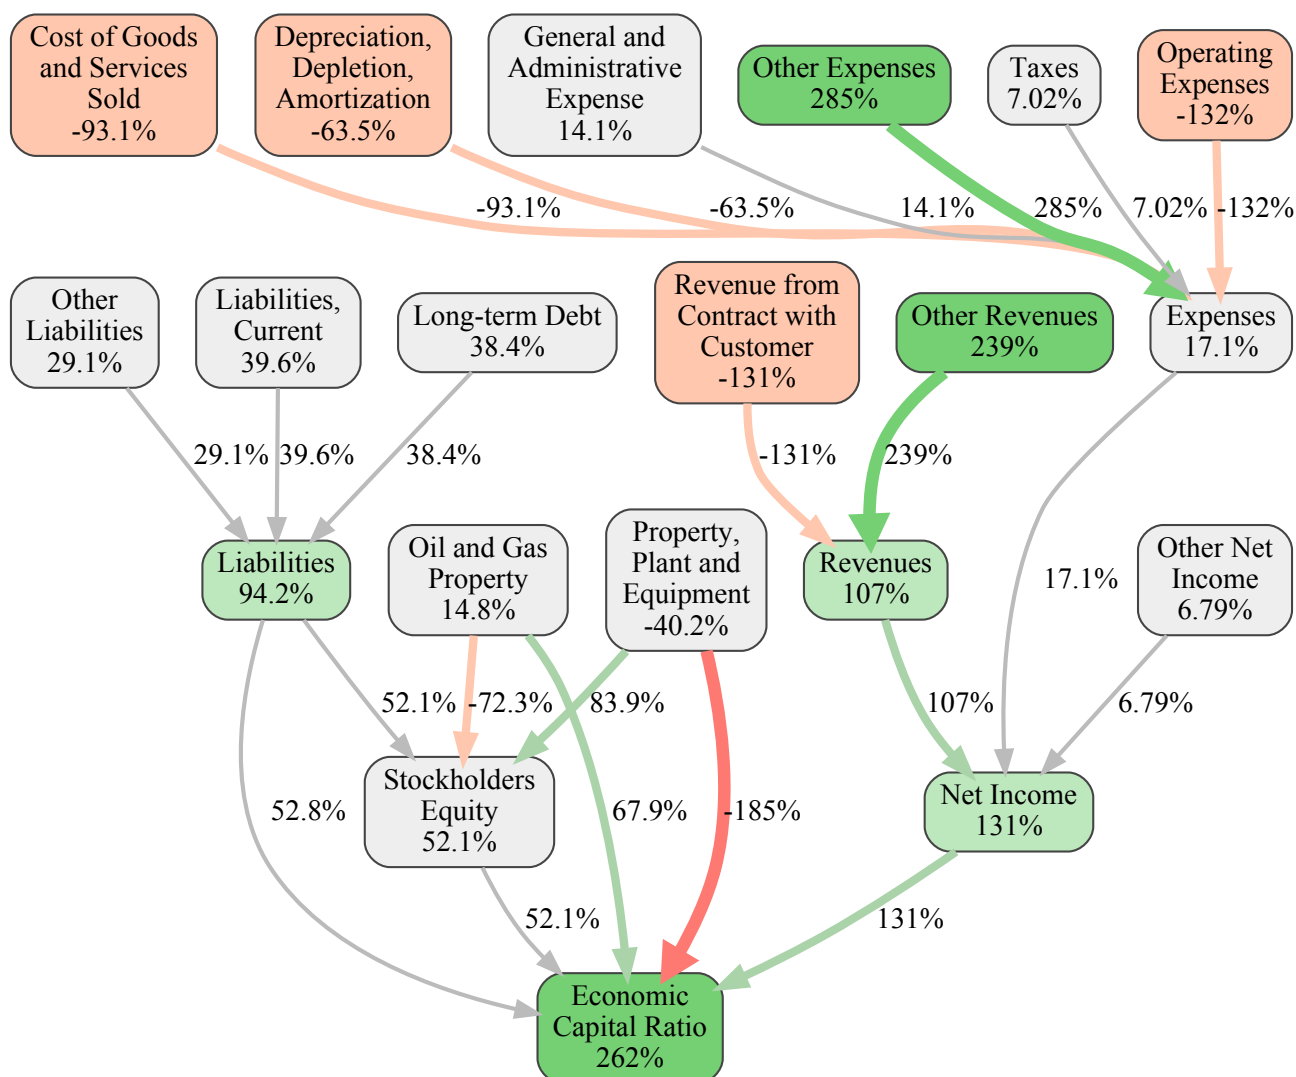 Cost of Goods
and Services
Sold
-93.1%
Depreciation,
Depletion,
Amortization
-63.5%
General and
Administrative
Expense
14.1%
Other Expenses
285%
Taxes
7.02%
Operating
Expenses
-132%
-93.1%
-63.5%
14.1%
285%
7.02%
-132%
Other
Liabilities
29.1%
Liabilities,
Current
39.6%
Long-term Debt
38.4%
Revenue from
Contract with
Customer
-131%
Other Revenues
239%
Expenses
17.1%
29.1%
39.6%
38.4%
-131%
239%
Liabilities
94.2%
Oil and Gas
Property
14.8%
Property,
Plant and
Equipment
-40.2%
Revenues
107%
17.1%
Other Net
Income
6.79%
52.1%
-72.3%
83.9%
107%
6.79%
Stockholders
Equity
52.1%
52.8%
67.9%
-185%
Net Income
131%
52.1%
131%
Economic
Capital Ratio
262%